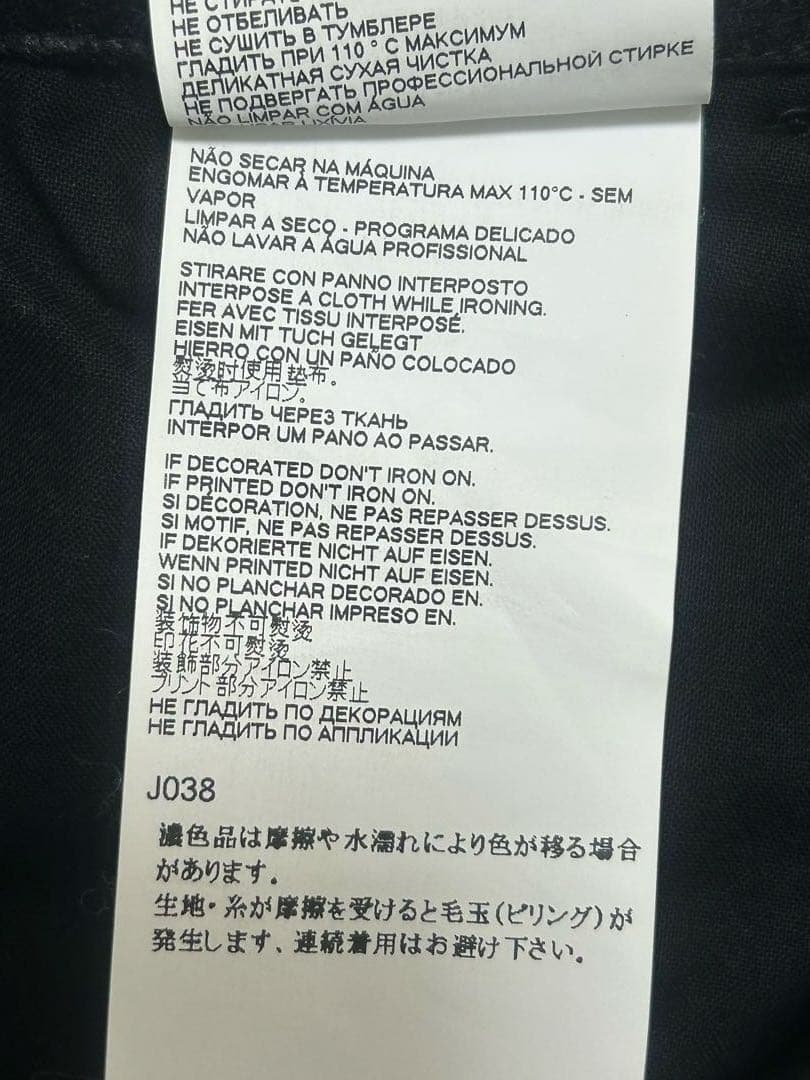 НЕ СТИРАТЬ
НЕ ОТБЕЛИВАТЬ
НЕ СУШИТЬ В ТУМБЛЕРЕ
ГЛАДИТЬ ПРИ 110 ° С МАКСИМУМ
ДЕЛИКАТНАЯ СУХАЯ ЧИСТКА
НЕ ПОДВЕРГАТЬ ПРОФЕССИОНАЛЬНОЙ СТИРКЕ
NÃO LIMPAR COM ÁGUA
NÃO SECAR NA MÁQUINA
ENGOMAR À TEMPERATURA MAX 110°C - SEM
VAPOR
LIMPAR A SECO - PROGRAMA DELICADO
NÃO LAVAR A ÁGUA PROFISSIONAL
STIRARE CON PANNO INTERPOSTO
INTERPOSE A CLOTH WHILE IRONING.
FER AVEC TISSU INTERPOSÉ.
EISEN MIT TUCH GELEGT
HIERRO CON UN PAÑO COLOCADO
熨烫时使用垫布。
当て布アイロン。
ГЛАДИТЬ ЧЕРЕЗ ТКАНЬ
INTERPOR UM PANO AO PASSAR.
IF DECORATED DON'T IRON ON.
IF PRINTED DON'T IRON ON.
SI DÉCORATION, NE PAS REPASSER DESSUS.
SI MOTIF, NE PAS REPASSER DESSUS.
IF DEKORIERTE NICHT AUF EISEN.
WENN PRINTED NICHT AUF EISEN.
SI NO PLANCHAR DECORADO EN.
SI NO PLANCHAR IMPRESO EN.
装饰物不可熨烫
印花不可熨烫
装飾部分アイロン禁止
プリント部分アイロン禁止
НЕ ГЛАДИТЬ ПО ДЕКОРАЦИЯМ
НЕ ГЛАДИТЬ ПО АППЛИКАЦИИ
J038
濃色品は摩擦や水濡れにより色が移る場合
があります。
生地・糸が摩擦を受けると毛玉(ピリング)が
発生します、連続着用はお避け下さい。